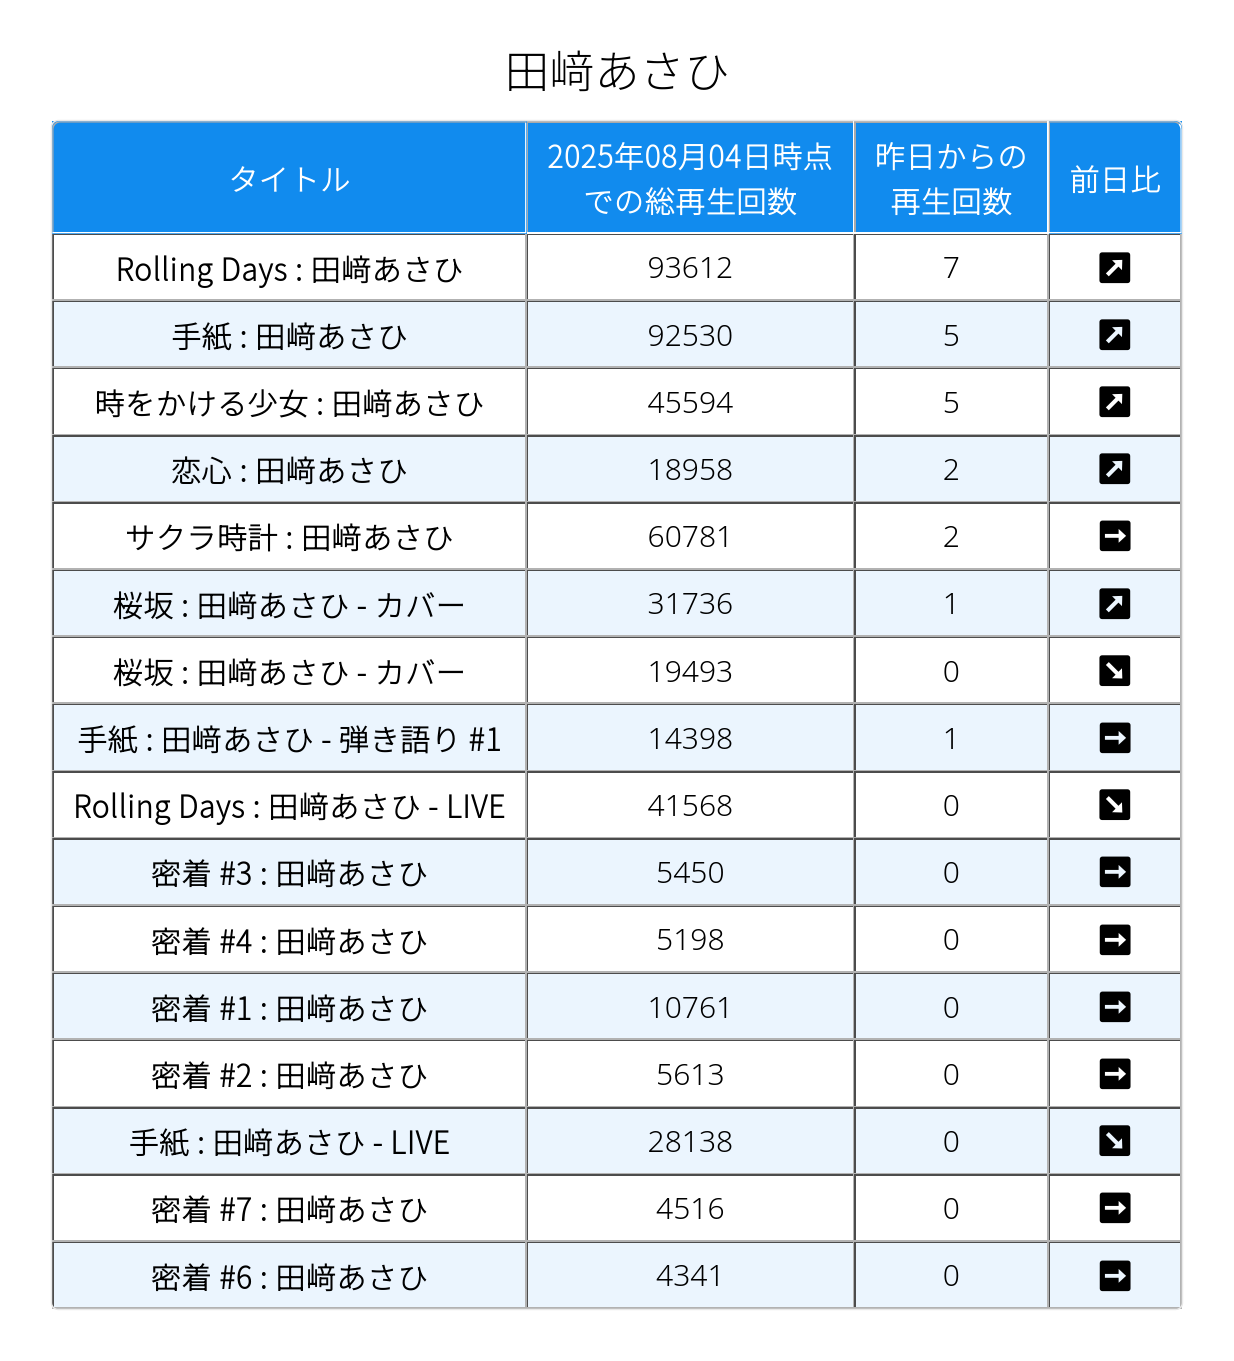 田﨑あさひ
タイトル
2025年08月04日時点
での総再生回数
昨日からの
再生回数
前日比
Rolling Days : 田﨑あさひ 93612 7 ↗
手紙 : 田﨑あさひ 92530 5 ↗
時をかける少女 : 田﨑あさひ 45594 5 ↗
恋心 : 田﨑あさひ 18958 2 ↗
サクラ時計 : 田﨑あさひ 60781 2 →
桜坂 : 田﨑あさひ - カバー 31736 1 ↗
桜坂 : 田﨑あさひ - カバー 19493 0 ↘
手紙 : 田﨑あさひ - 弾き語り #1 14398 1 →
Rolling Days : 田﨑あさひ - LIVE 41568 0 ↘
密着 #3 : 田﨑あさひ 5450 0 →
密着 #4 : 田﨑あさひ 5198 0 →
密着 #1 : 田﨑あさひ 10761 0 →
密着 #2 : 田﨑あさひ 5613 0 →
手紙 : 田﨑あさひ - LIVE 28138 0 ↘
密着 #7 : 田﨑あさひ 4516 0 →
密着 #6 : 田﨑あさひ 4341 0 →